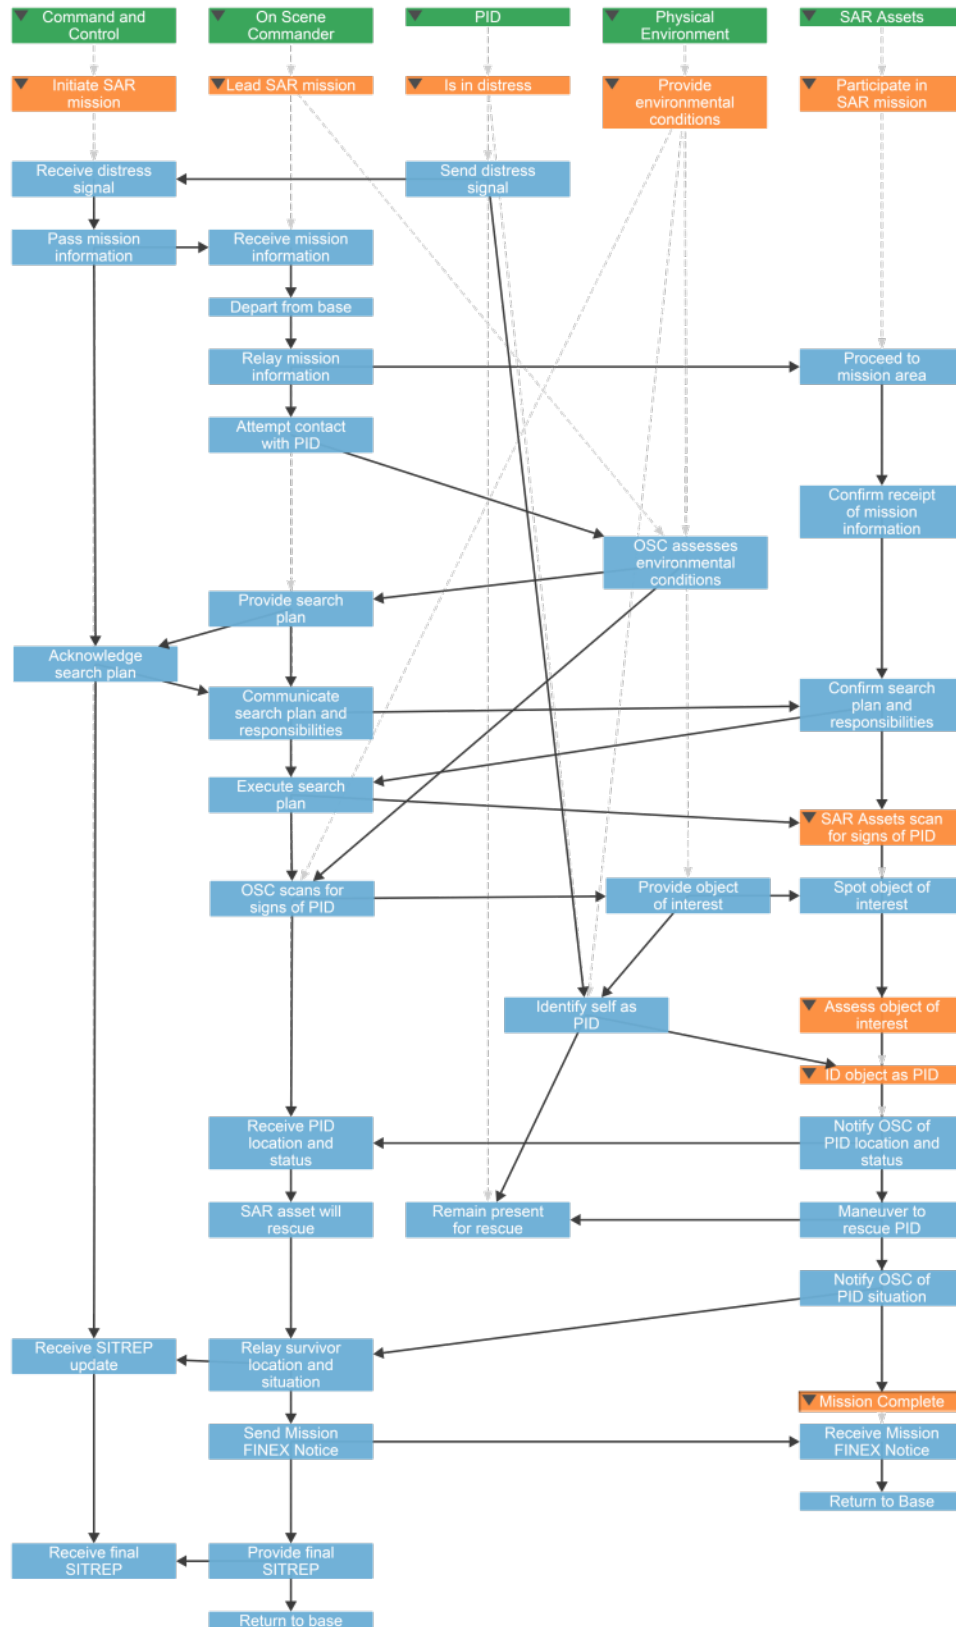 Command and
Control
On Scene
Commander
PID
Physical
Environment
SAR Assets
Initiate SAR
mission
Lead SAR mission
Is in distress
Provide
environmental
conditions
Participate in
SAR mission
Receive distress
signal
Send distress
signal
Pass mission
information
Receive mission
information
Depart from base
Relay mission
information
Proceed to
mission area
Attempt contact
with PID
Confirm receipt
of mission
information
OSC assesses
environmental
conditions
Provide search
plan
Acknowledge
search plan
Communicate
search plan and
responsibilities
Confirm search
plan and
responsibilities
Execute search
plan
SAR Assets scan
for signs of PID
OSC scans for
signs of PID
Provide object
of interest
Spot object of
interest
Identify self as
PID
Assess object of
interest
ID object as PID
Receive PID
location and
status
Notify OSC of
PID location and
status
SAR asset will
rescue
Remain present
for rescue
Maneuver to
rescue PID
Notify OSC of
PID situation
Receive SITREP
update
Relay survivor
location and
situation
Mission Complete
Send Mission
FINEX Notice
Receive Mission
FINEX Notice
Return to Base
Receive final
SITREP
Provide final
SITREP
Return to base